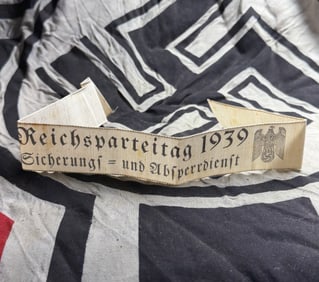 Reichsparteitag 1939
Sicherungs = und Absperrdienst